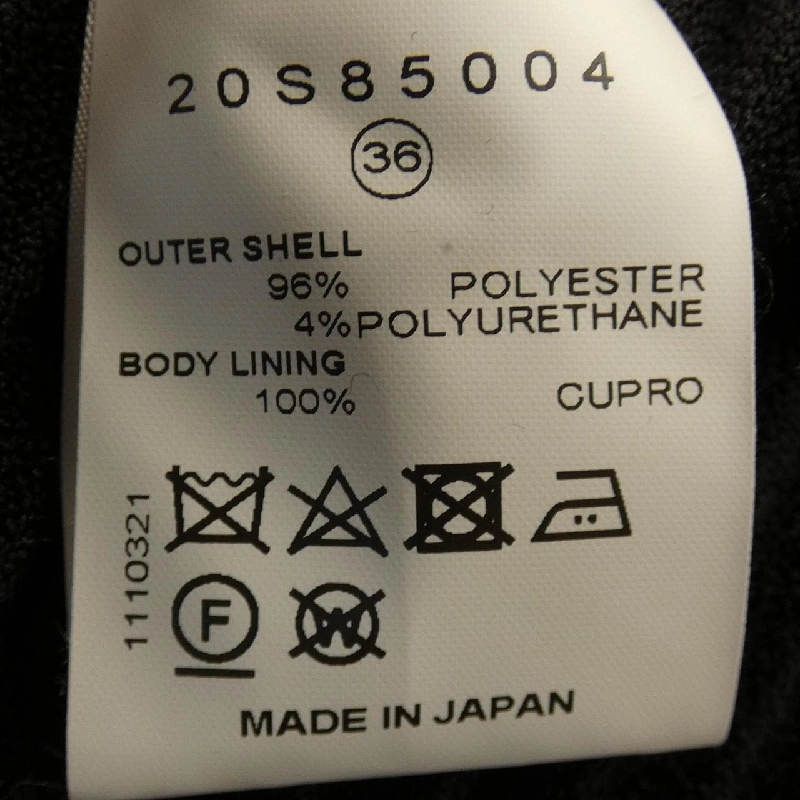 20S85004
36
OUTER SHELL
96% POLYESTER
4% POLYURETHANE
BODY LINING
100% CUPRO
1110321
F
W
MADE IN JAPAN